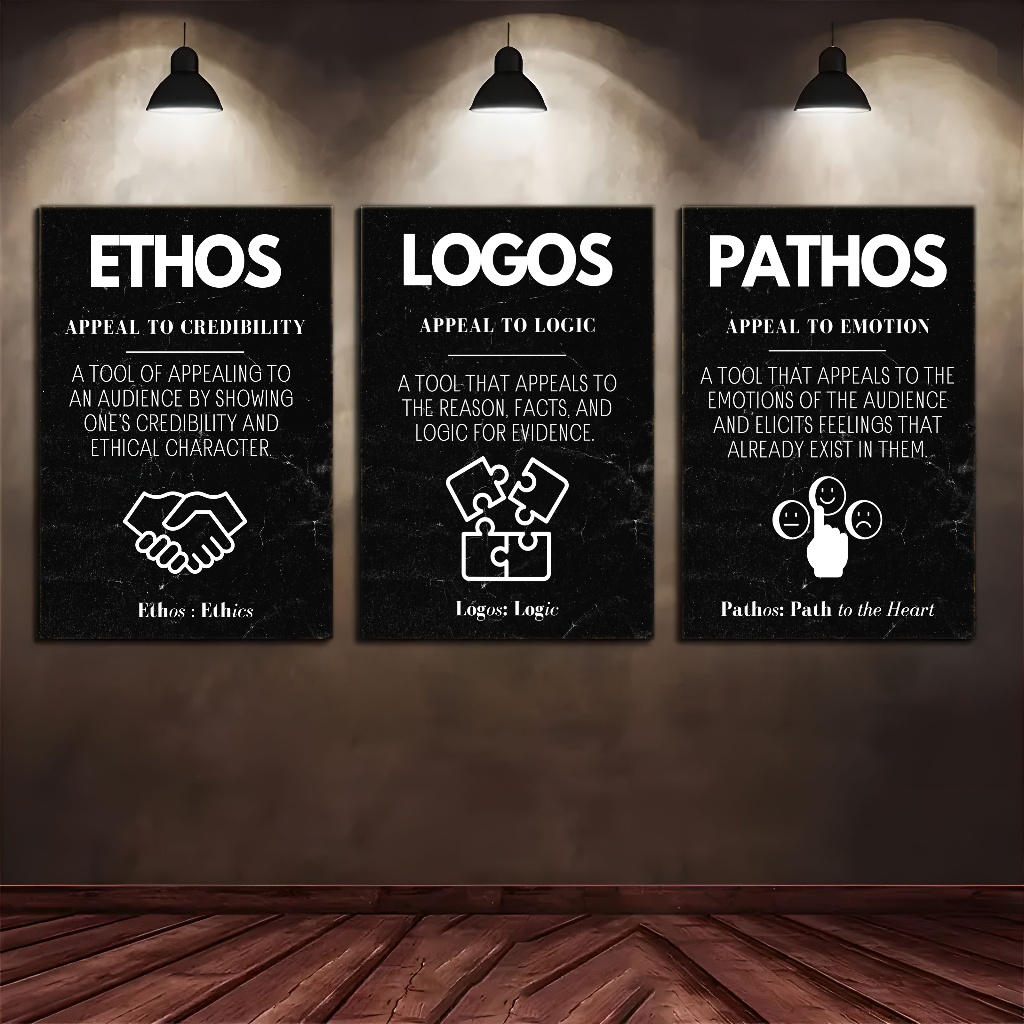 ETHOS
APPEAL TO CREDIBILITY
A TOOL OF APPEALING TO
AN AUDIENCE BY SHOWING
ONE'S CREDIBILITY AND
ETHICAL CHARACTER.
Ethos : Ethics
LOGOS
APPEAL TO LOGIC
A TOOL THAT APPEALS TO
THE REASON, FACTS, AND
LOGIC FOR EVIDENCE.
Logos: Logic
PATHOS
APPEAL TO EMOTION
A TOOL THAT APPEALS TO THE
EMOTIONS OF THE AUDIENCE
AND ELICITS FEELINGS THAT
ALREADY EXIST IN THEM.
Pathos: Path to the Heart